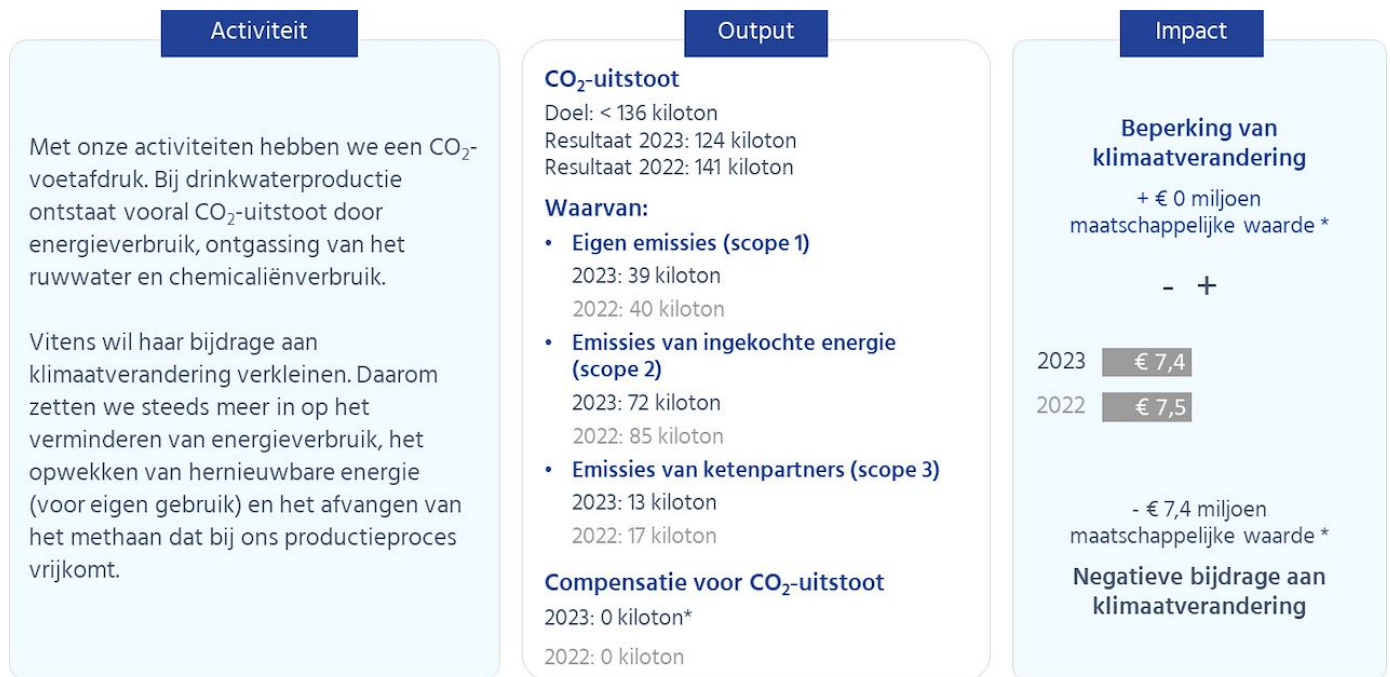 Activiteit
Met onze activiteiten hebben we een CO₂-
voetafdruk. Bij drinkwaterproductie
ontstaat vooral CO₂-uitstoot door
energieverbruik, ontgassing van het
ruwwater en chemicaliënverbruik.
Vitens wil haar bijdrage aan
klimaatverandering verkleinen. Daarom
zetten we steeds meer in op het
verminderen van energieverbruik, het
opwekken van hernieuwbare energie
(voor eigen gebruik) en het afvangen van
het methaan dat bij ons productieproces
vrijkomt.
Output
CO₂-uitstoot
Doel: < 136 kiloton
Resultaat 2023: 124 kiloton
Resultaat 2022: 141 kiloton
Waarvan:
• Eigen emissies (scope 1)
2023: 39 kiloton
2022: 40 kiloton
• Emissies van ingekochte energie
(scope 2)
2023: 72 kiloton
2022: 85 kiloton
• Emissies van ketenpartners (scope 3)
2023: 13 kiloton
2022: 17 kiloton
Compensatie voor CO₂-uitstoot
2023: 0 kiloton*
2022: 0 kiloton
Impact
Beperking van
klimaatverandering
+ € 0 miljoen
maatschappelijke waarde *
- +
2023 € 7,4
2022 € 7,5
- € 7,4 miljoen
maatschappelijke waarde *
Negatieve bijdrage aan
klimaatverandering